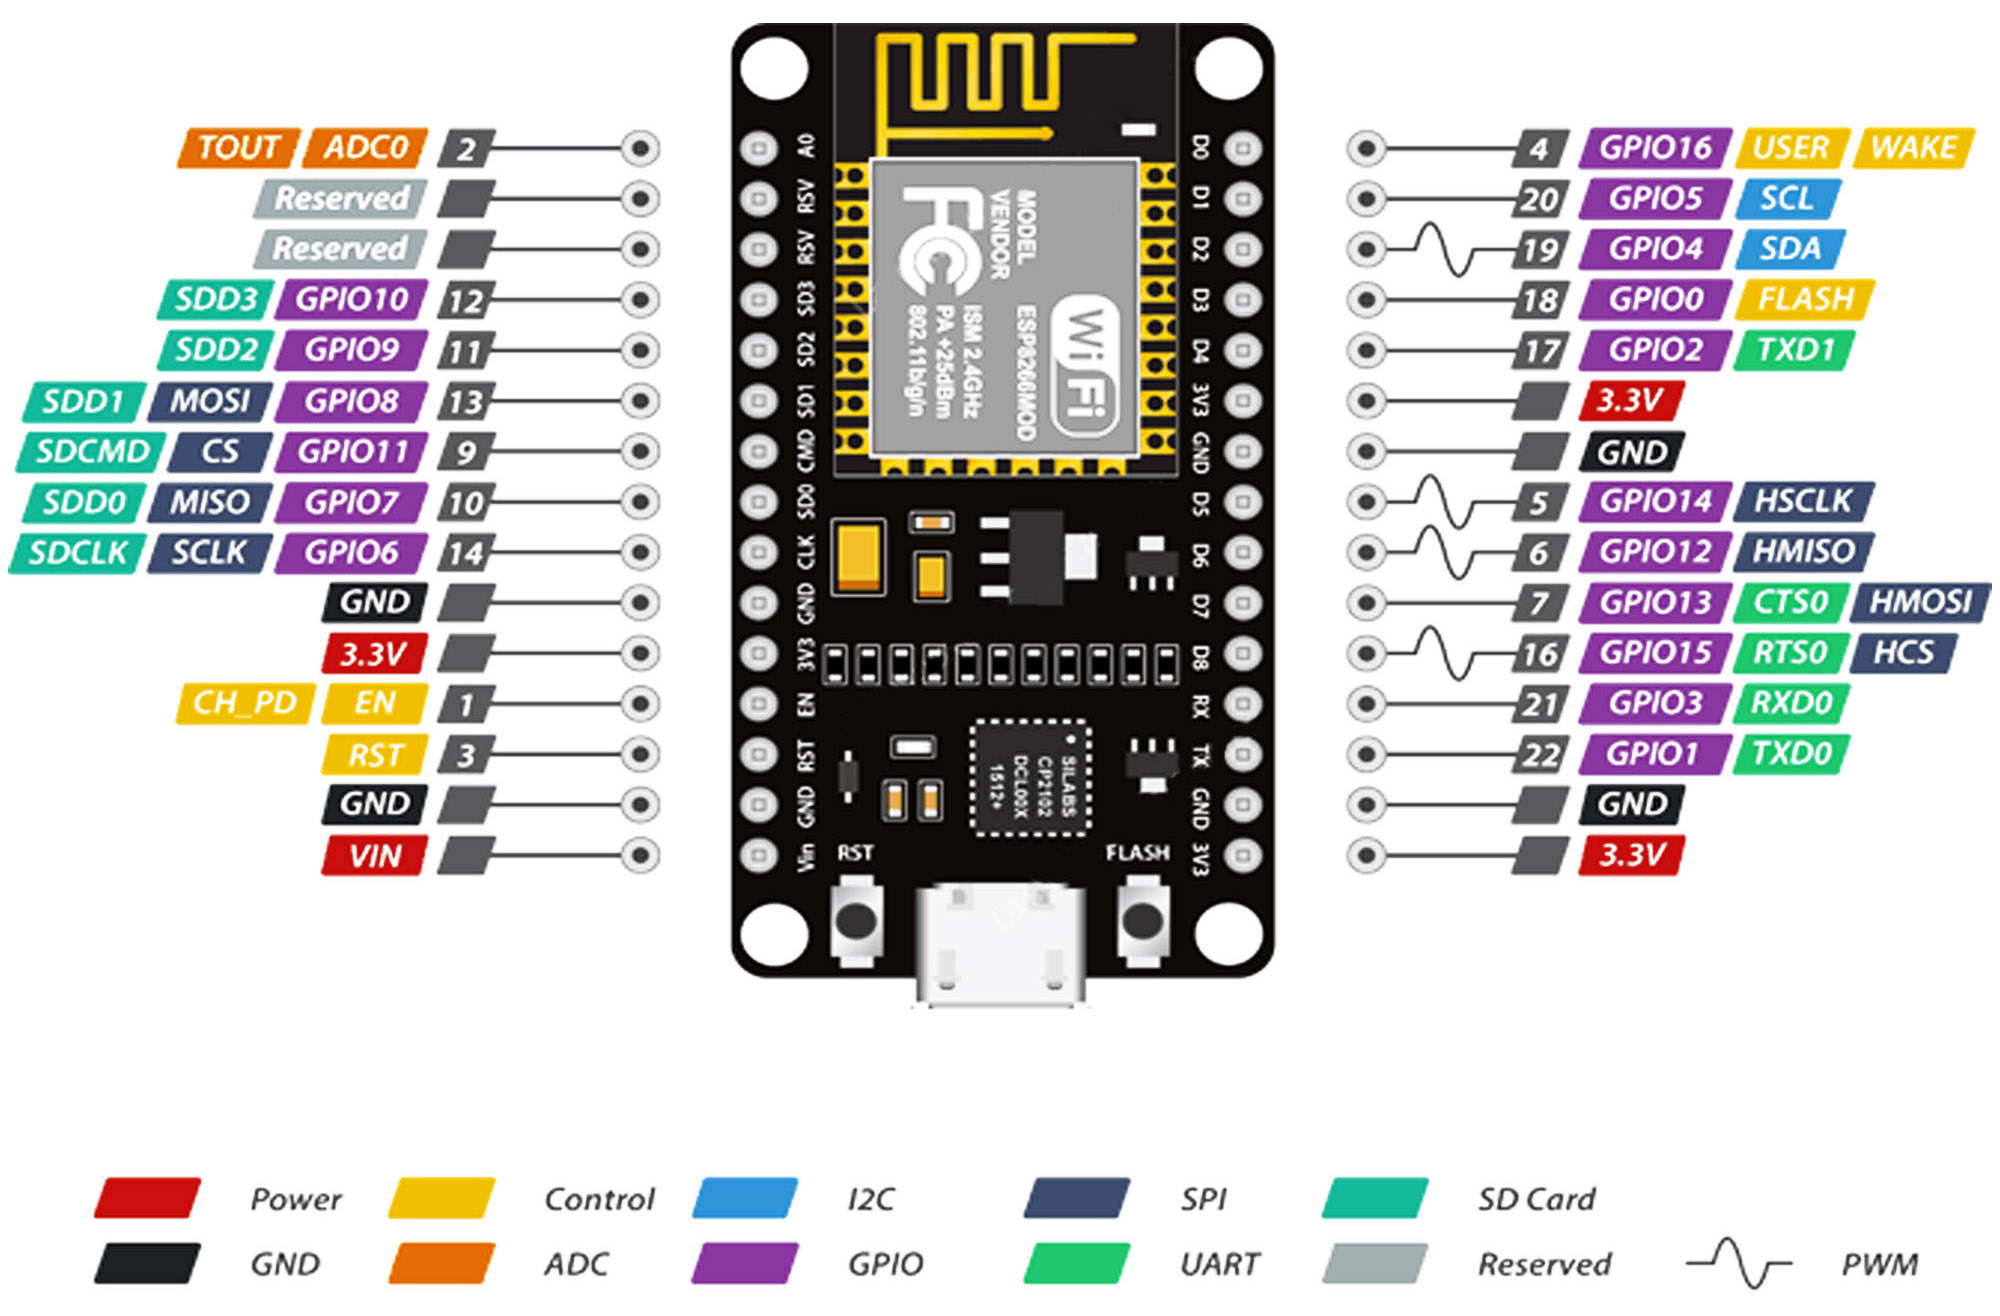 TOUT ADC0 2
Reserved
Reserved
SDD3 GPIO10 12
SDD2 GPIO9 11
SDD1 MOSI GPIO8 13
SDCMD CS GPIO11 9
SDD0 MISO GPIO7 10
SDCLK SCLK GPIO6 14
GND
3.3V
CH_PD EN 1
RST 3
GND
VIN
A0
RSV
RSV
SD3
SD2
SD1
CMD
SD0
CLK
GND
3V3
EN
RST
GND
Vin
MODEL
VENDOR
FC
WiFi
ESP8266MOD
ISM 2.4GHz
PA +25dBm
802.11b/g/n
SILABS
CP2102
DCL00X
1512+
RST
FLASH
D0
D1
D2
D3
D4
3V3
GND
D5
D6
D7
D8
RX
TX
GND
3V3
4 GPIO16 USER WAKE
20 GPIO5 SCL
19 GPIO4 SDA
18 GPIO0 FLASH
17 GPIO2 TXD1
3.3V
GND
5 GPIO14 HSCLK
6 GPIO12 HMISO
7 GPIO13 CTS0 HMOSI
16 GPIO15 RTS0 HCS
21 GPIO3 RXD0
22 GPIO1 TXD0
GND
3.3V
Power Control I2C SPI SD Card
GND ADC GPIO UART Reserved PWM